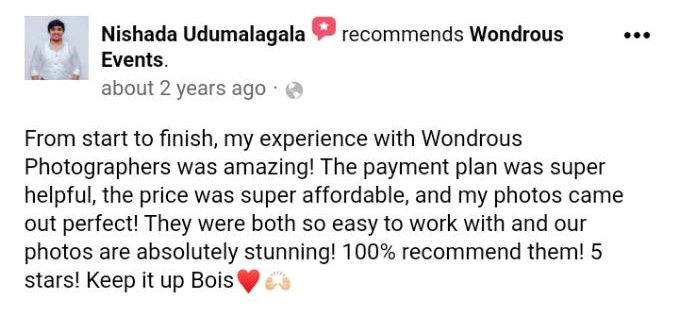 Nishada Udumalagala recommends Wondrous
Events.
about 2 years ago ·
From start to finish, my experience with Wondrous
Photographers was amazing! The payment plan was super
helpful, the price was super affordable, and my photos came
out perfect! They were both so easy to work with and our
photos are absolutely stunning! 100% recommend them! 5
stars! Keep it up Bois❤️🙌🏻